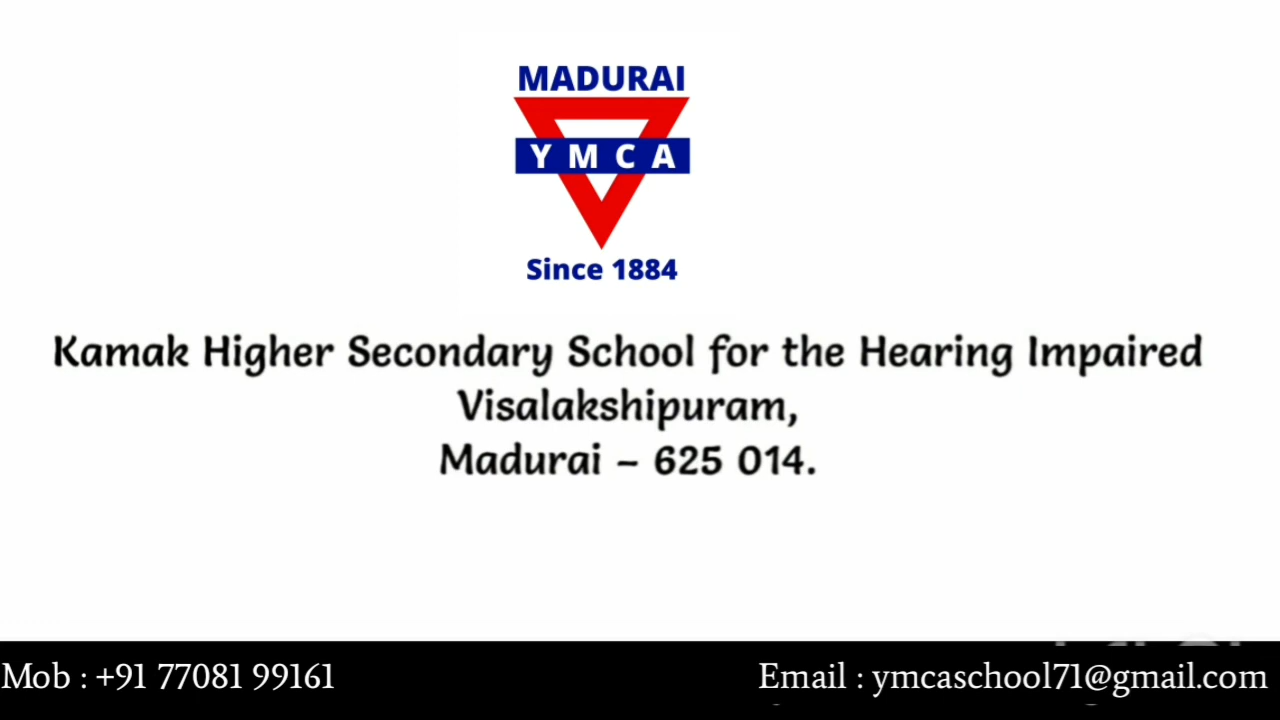 MADURAI
Y M C A
Since 1884
Kamak Higher Secondary School for the Hearing Impaired
Visalakshipuram,
Madurai – 625 014.
Mob : +91 77081 99161
Email : ymcaschool71@gmail.com